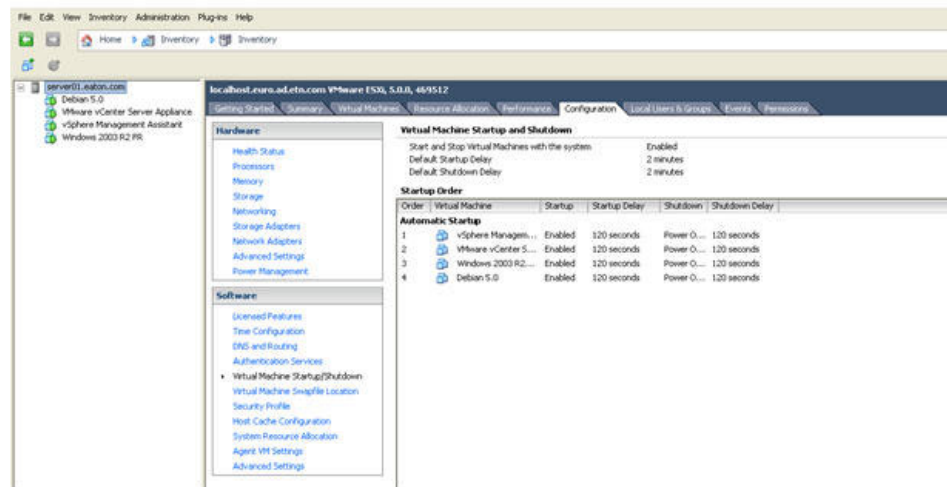 File Edit View Inventory Administration Plug-ins Help
Home Inventory Inventory
server01.eaton.com
Debian 5.0
VMware vCenter Server Appliance
vSphere Management Assistant
Windows 2003 R2 FR
localhost.euro.ad.etn.com VMware ESXi, 5.0.0, 469512
Getting Started Summary Virtual Machines Resource Allocation Performance Configuration Local Users & Groups Events Permissions
Hardware
Health Status
Processors
Memory
Storage
Networking
Storage Adapters
Network Adapters
Advanced Settings
Power Management
Software
Licensed Features
Time Configuration
DNS and Routing
Authentication Services
Virtual Machine Startup/Shutdown
Virtual Machine Swapfile Location
Security Profile
Host Cache Configuration
System Resource Allocation
Agent VM Settings
Advanced Settings
Virtual Machine Startup and Shutdown
Start and Stop Virtual Machines with the system Enabled
Default Startup Delay 2 minutes
Default Shutdown Delay 2 minutes
Startup Order
Order Virtual Machine Startup Startup Delay Shutdown Shutdown Delay
Automatic Startup
1 vSphere Managem... Enabled 120 seconds Power O... 120 seconds
2 VMware vCenter S... Enabled 120 seconds Power O... 120 seconds
3 Windows 2003 R2... Enabled 120 seconds Power O... 120 seconds
4 Debian 5.0 Enabled 120 seconds Power O... 120 seconds